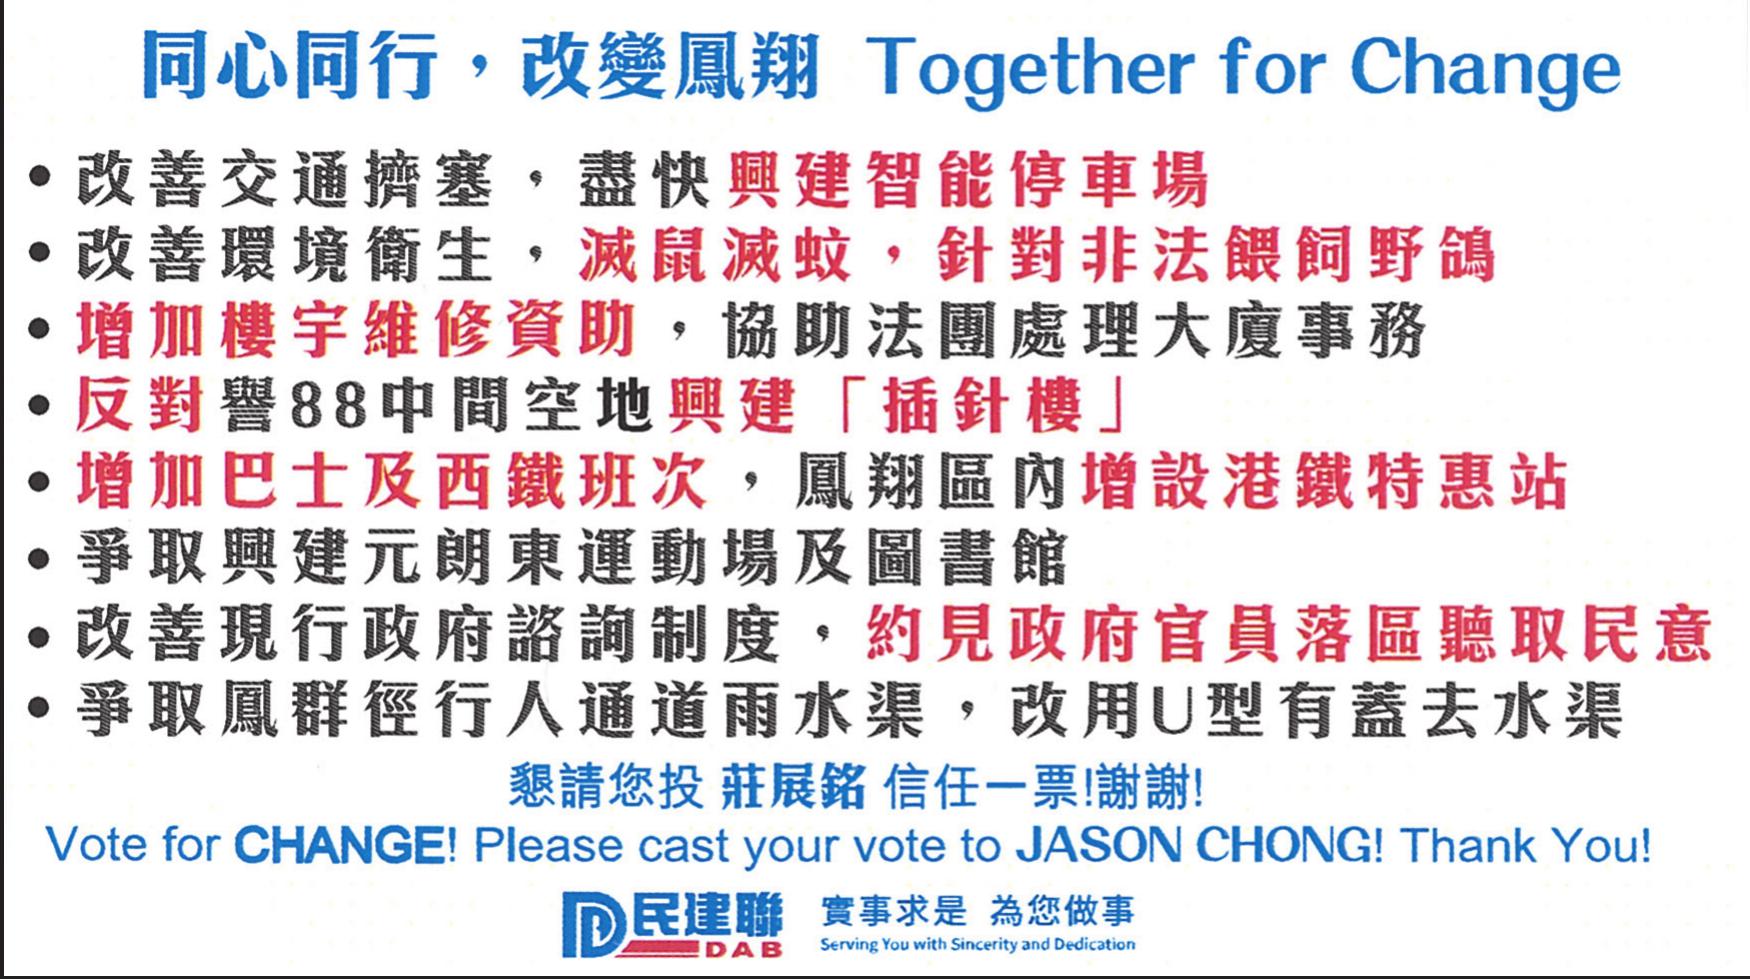 同心同行，改變鳳翔 Together for Change
• 改善交通擠塞，盡快興建智能停車場
• 改善環境衛生，滅鼠滅蚊，針對非法餵飼野鴿
• 增加樓宇維修資助，協助法團處理大廈事務
• 反對譽88中間空地興建「插針樓」
• 增加巴士及西鐵班次，鳳翔區內增設港鐵特惠站
• 爭取興建元朗東運動場及圖書館
• 改善現行政府諮詢制度，約見政府官員落區聽取民意
• 爭取鳳群徑行人通道雨水渠，改用U型有蓋去水渠
懇請您投 莊展銘 信任一票!謝謝!
Vote for CHANGE! Please cast your vote to JASON CHONG! Thank You!
民建聯 DAB 實事求是 為您做事
Serving You with Sincerity and Dedication